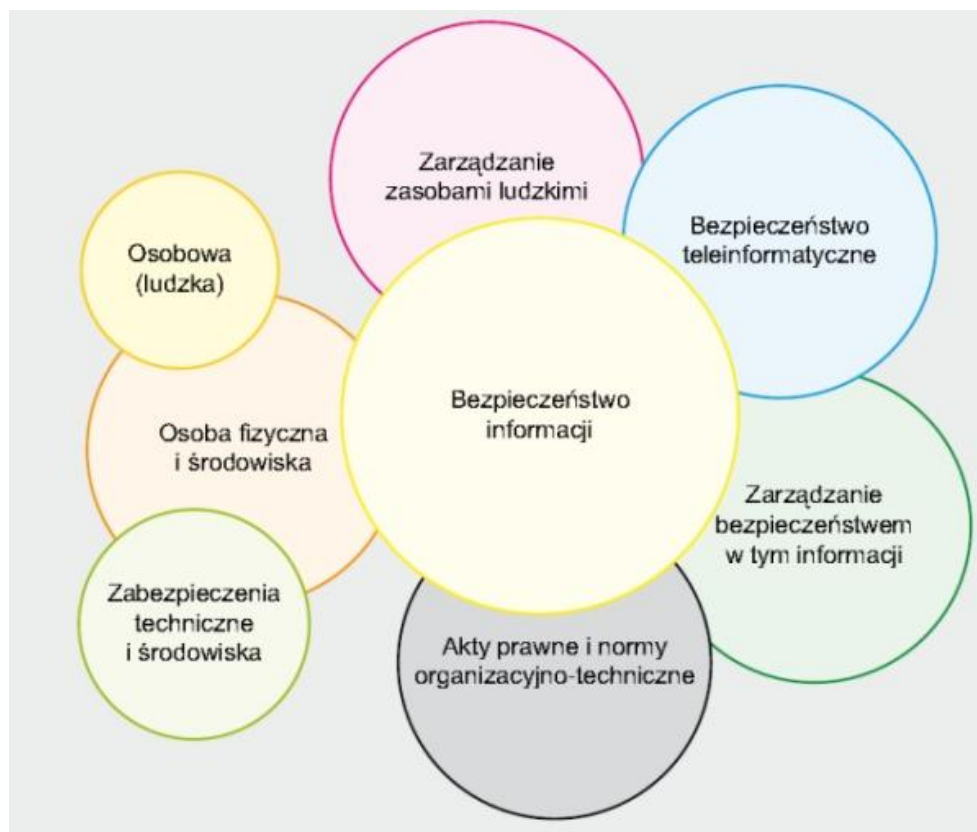 Zarządzanie
zasobami ludzkimi
Bezpieczeństwo
teleinformatyczne
Osobowa
(ludzka)
Bezpieczeństwo
informacji
Osoba fizyczna
i środowiska
Zarządzanie
bezpieczeństwem
w tym informacji
Zabezpieczenia
techniczne
i środowiska
Akty prawne i normy
organizacyjno-techniczne